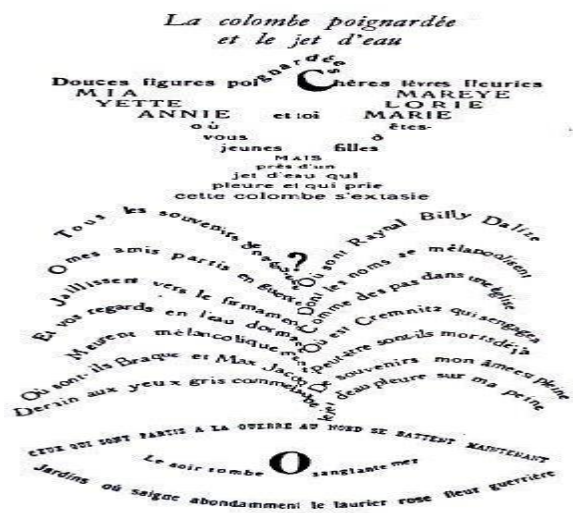 La colombe poignardée
et le jet d'eau
Douces figures poignardées Chères lèvres fleuries
MIA MAREYE
YETTE LORIE
ANNIE et toi MARIE
où êtes-
vous ô
jeunes filles
MAIS
près d'un
jet d'eau qui
pleure et qui prie
cette colombe s'extasie
Tous les souvenirs de naguère
O mes amis partis en guerre
Jaillissent vers le firmament
Et vos regards en l'eau dormant
Meurent mélancoliquement
Où sont-ils Braque et Max Jacob
Derain aux yeux gris comme l'aube
?
Où sont Raynal Billy Dalize
Dont les noms se mélancolisent
Comme des pas dans une église
Où est Cremnitz qui s'engagea
Peut-être sont-ils morts déjà
De souvenirs mon âme est pleine
Le jet d'eau pleure sur ma peine
CEUX QUI SONT PARTIS A LA GUERRE AU NORD SE BATTENT MAINTENANT
Le soir tombe O sanglante mer
Jardins où saigne abondamment le laurier rose fleur guerrière